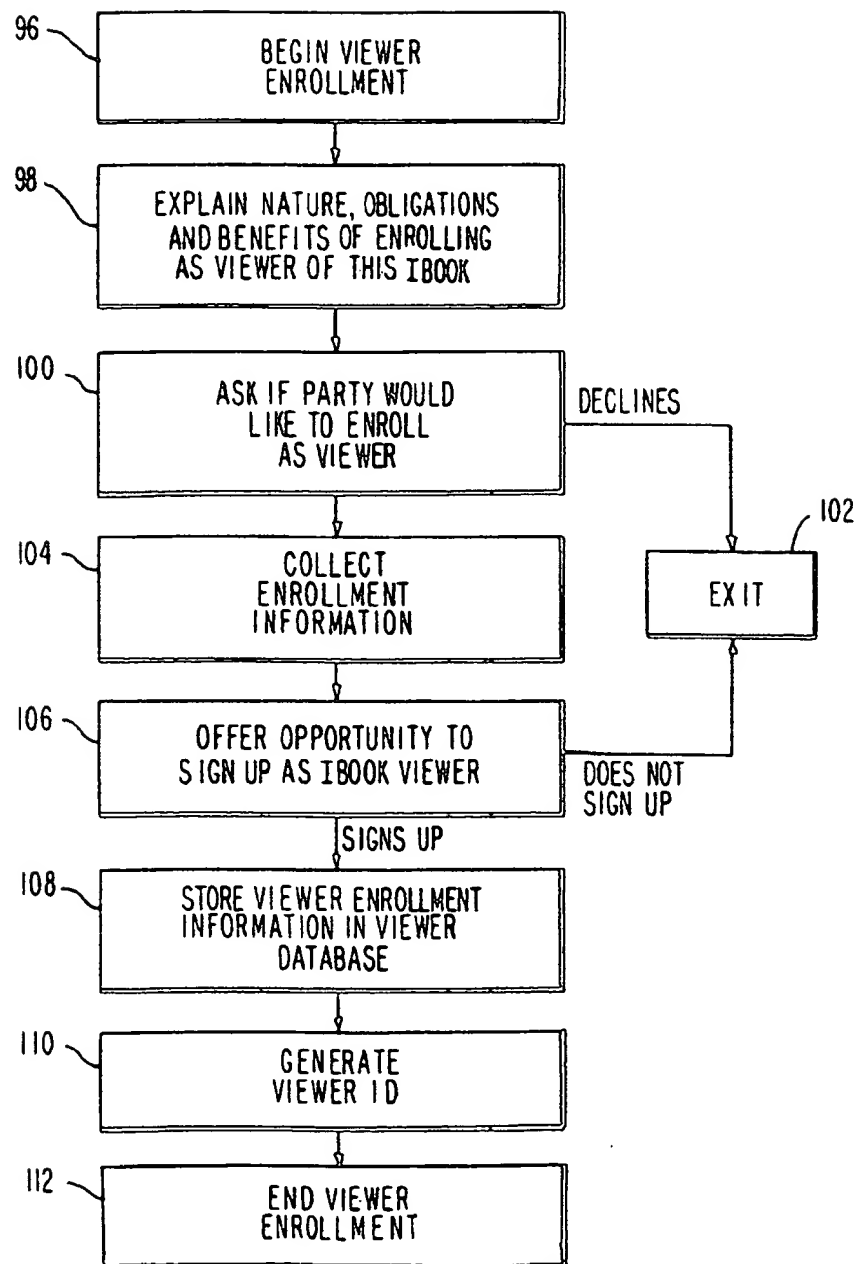 96
BEGIN VIEWER
ENROLLMENT
98
EXPLAIN NATURE, OBLIGATIONS
AND BENEFITS OF ENROLLING
AS VIEWER OF THIS IBOOK
100
ASK IF PARTY WOULD
LIKE TO ENROLL
AS VIEWER
DECLINES
102
EXIT
104
COLLECT
ENROLLMENT
INFORMATION
106
OFFER OPPORTUNITY TO
SIGN UP AS IBOOK VIEWER
DOES NOT
SIGN UP
SIGNS UP
108
STORE VIEWER ENROLLMENT
INFORMATION IN VIEWER
DATABASE
110
GENERATE
VIEWER ID
112
END VIEWER
ENROLLMENT